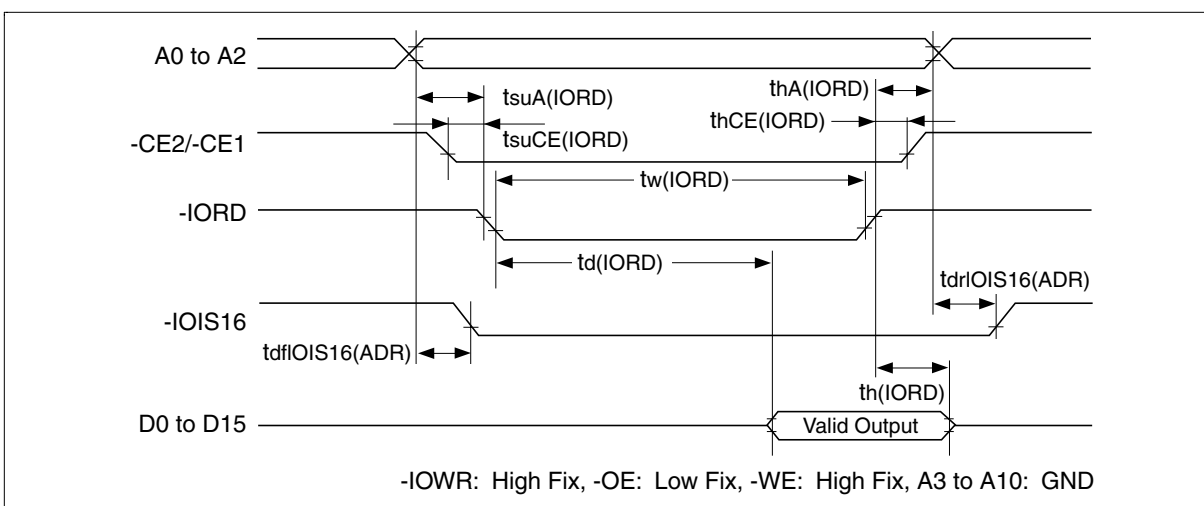 A0 to A2
tsuA(IORD)
thA(IORD)
thCE(IORD)
tsuCE(IORD)
-CE2/-CE1
tw(IORD)
-IORD
td(IORD)
tdrIOIS16(ADR)
-IOIS16
tdfIOIS16(ADR)
th(IORD)
D0 to D15
Valid Output
-IOWR: High Fix, -OE: Low Fix, -WE: High Fix, A3 to A10: GND